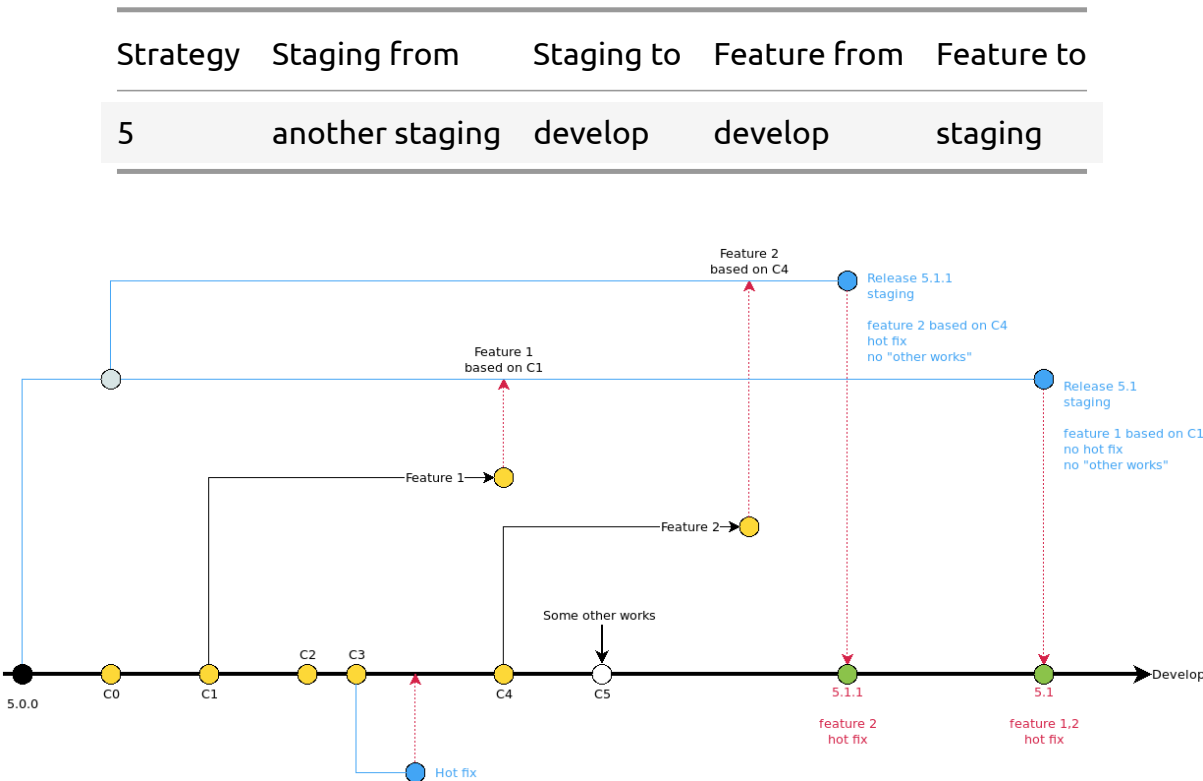 Strategy Staging from Staging to Feature from Feature to
5 another staging develop develop staging
Feature 2
based on C4
Release 5.1.1
staging
feature 2 based on C4
hot fix
no "other works"
Feature 1
based on C1
Release 5.1
staging
feature 1 based on C1
no hot fix
no "other works"
Feature 1
Feature 2
Some other works
C2 C3
Develop
5.0.0 C0 C1 C4 C5 5.1.1 5.1
feature 2
hot fix
feature 1,2
hot fix
Hot fix